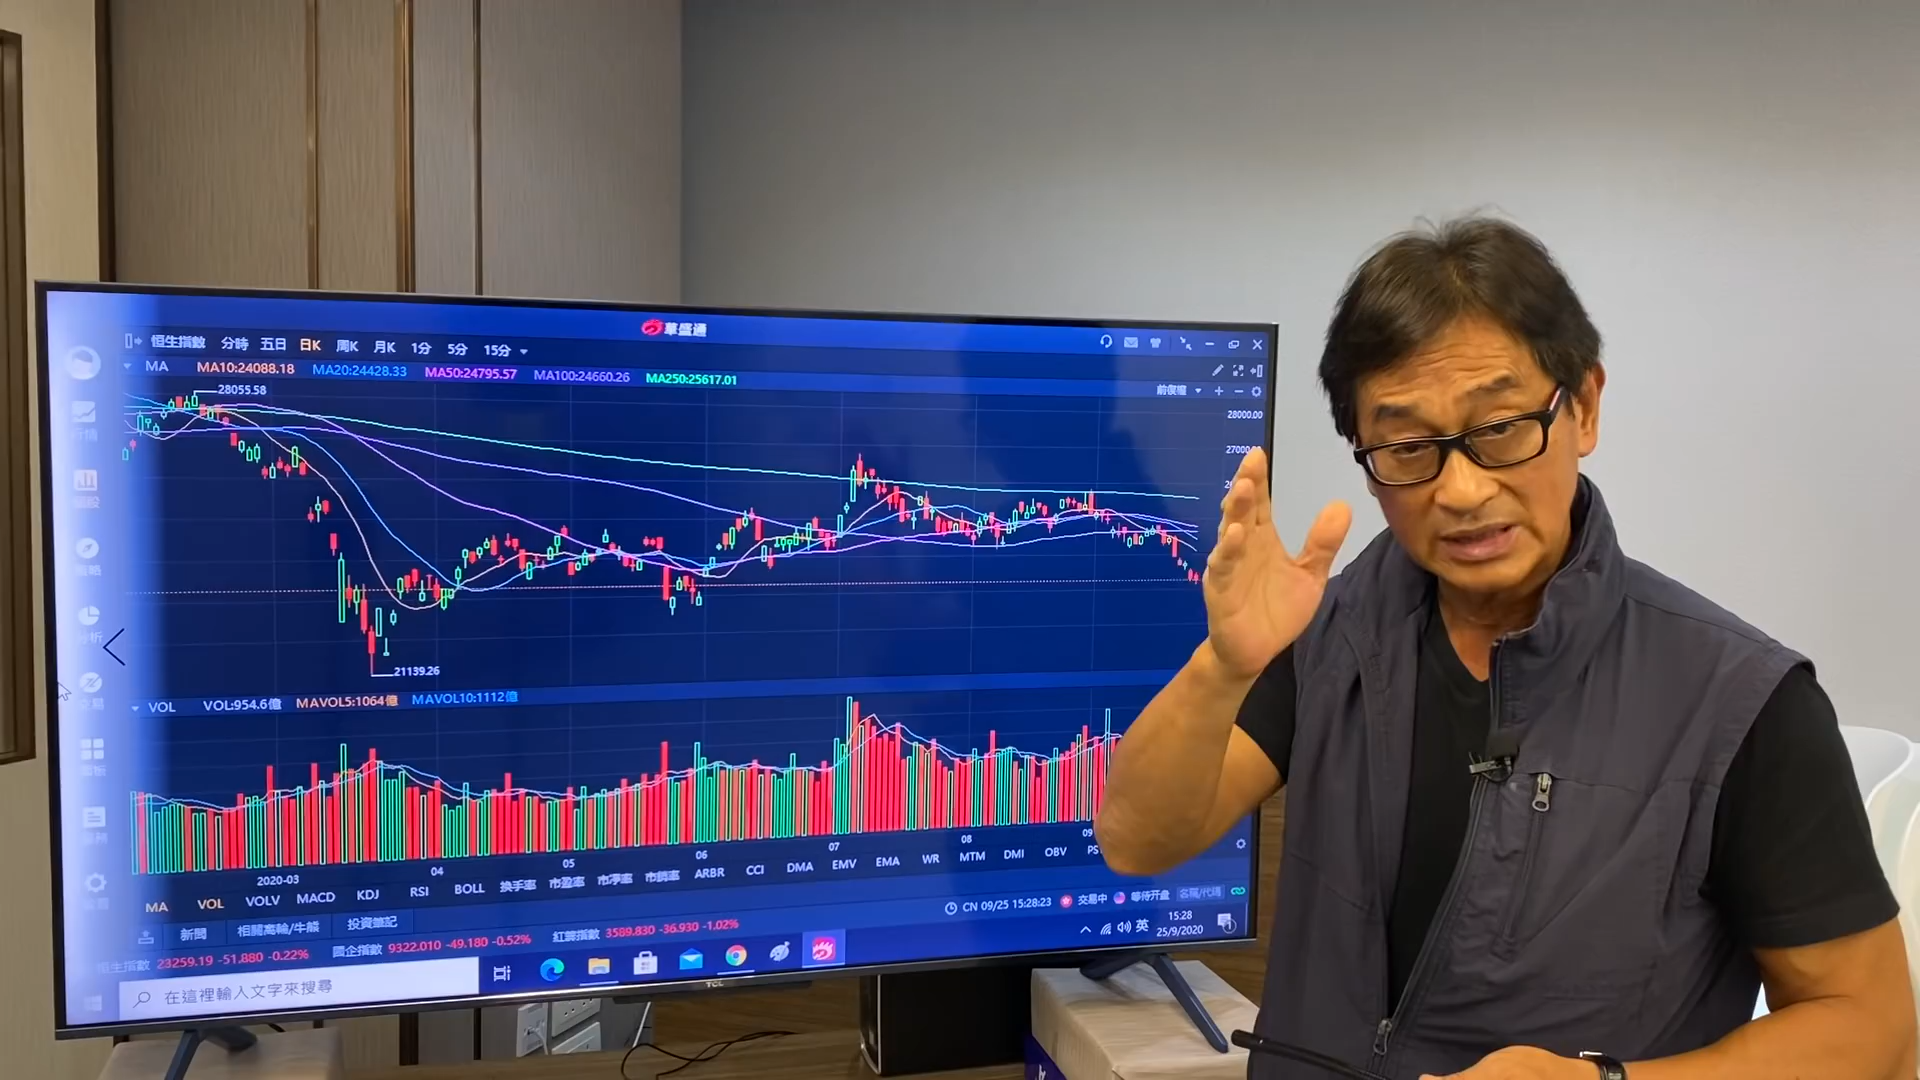 華盛通
恒生指數 分時 五日 日K 周K 月K 1分 5分 15分
MA MA10:24088.18 MA20:24428.33 MA50:24795.57 MA100:24660.26 MA250:25617.01
前復權
28055.58
28000.00
21139.26
VOL VOL:954.6億 MAVOL5:1064億 MAVOL10:1112億
2020-03 04 05 06 07 08 09
MA VOL VOLV MACD KDJ RSI BOLL 換手率 市盈率 市淨率 市銷率 ARBR CCI DMA EMV EMA WR MTM DMI OBV
新聞 相關窩輪/牛熊 投資筆記
CN 09/25 15:28:23 交易中 等待开盘 名稱/代碼
恒生指數 23259.19 -51.880 -0.22% 國企指數 9322.010 -49.180 -0.52% 紅籌指數 3589.830 -36.930 -1.02%
在這裡輸入文字來搜尋
英
15:28
25/9/2020
TCL